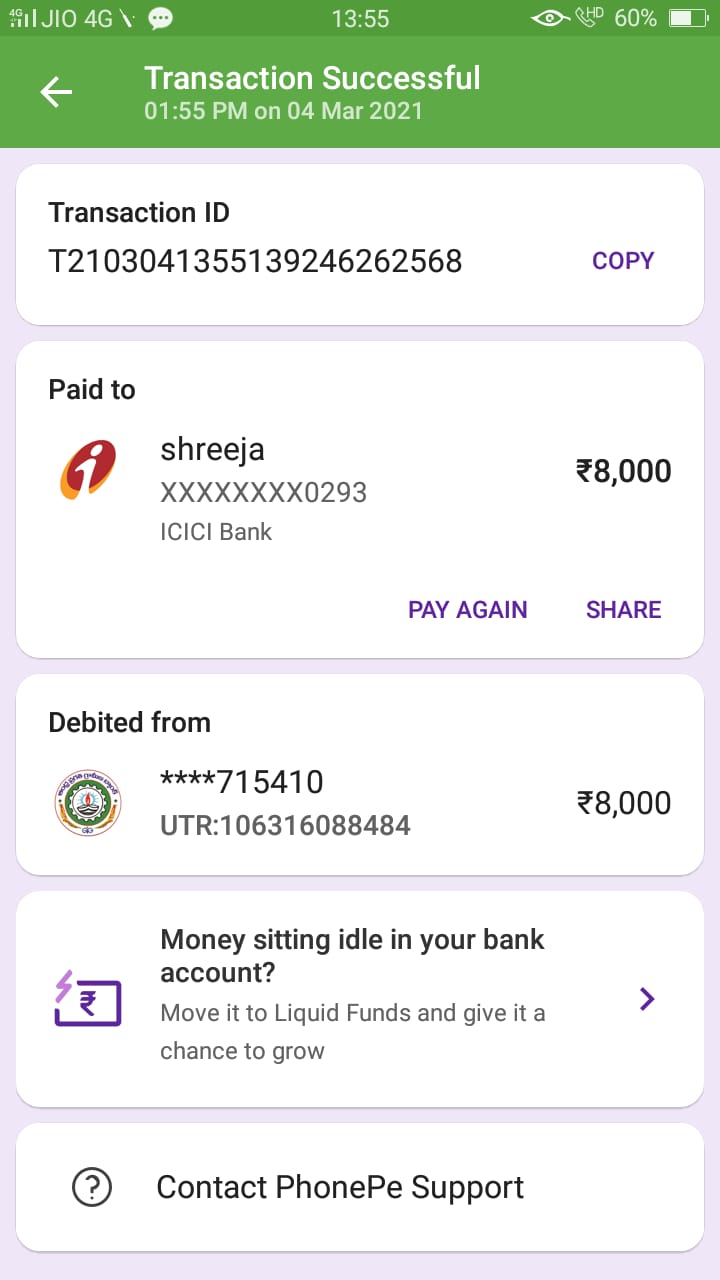 4G JIO 4G 13:55 HD 60%
Transaction Successful
01:55 PM on 04 Mar 2021
Transaction ID
T2103041355139246262568 COPY
Paid to
shreeja
XXXXXXXX0293
₹8,000
ICICI Bank
PAY AGAIN SHARE
Debited from
****715410
UTR:106316088484
₹8,000
Money sitting idle in your bank
account?
Move it to Liquid Funds and give it a
chance to grow
Contact PhonePe Support